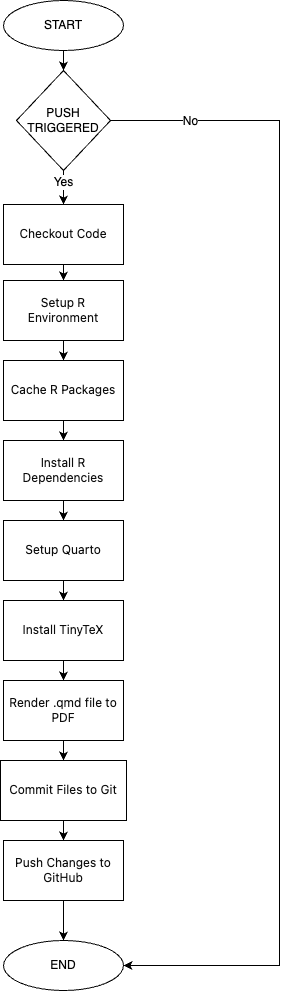 START
PUSH
TRIGGERED
No
Yes
Checkout Code
Setup R
Environment
Cache R Packages
Install R
Dependencies
Setup Quarto
Install TinyTeX
Render .qmd file to
PDF
Commit Files to Git
Push Changes to
GitHub
END